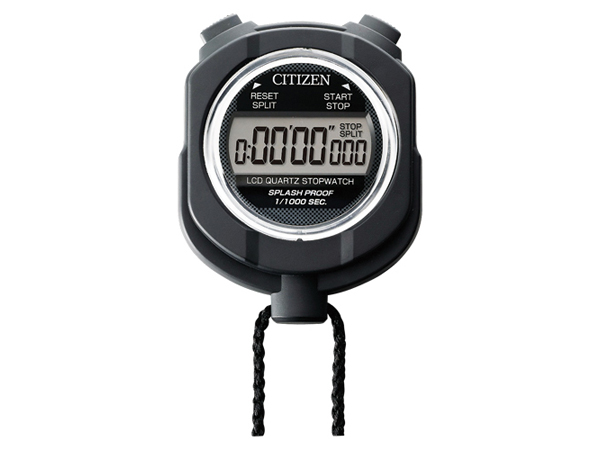 CITIZEN
RESET START
SPLIT STOP
STOP
SPLIT
0:00'00"000
LCD QUARTZ STOPWATCH
SPLASH PROOF
1/1000 SEC.